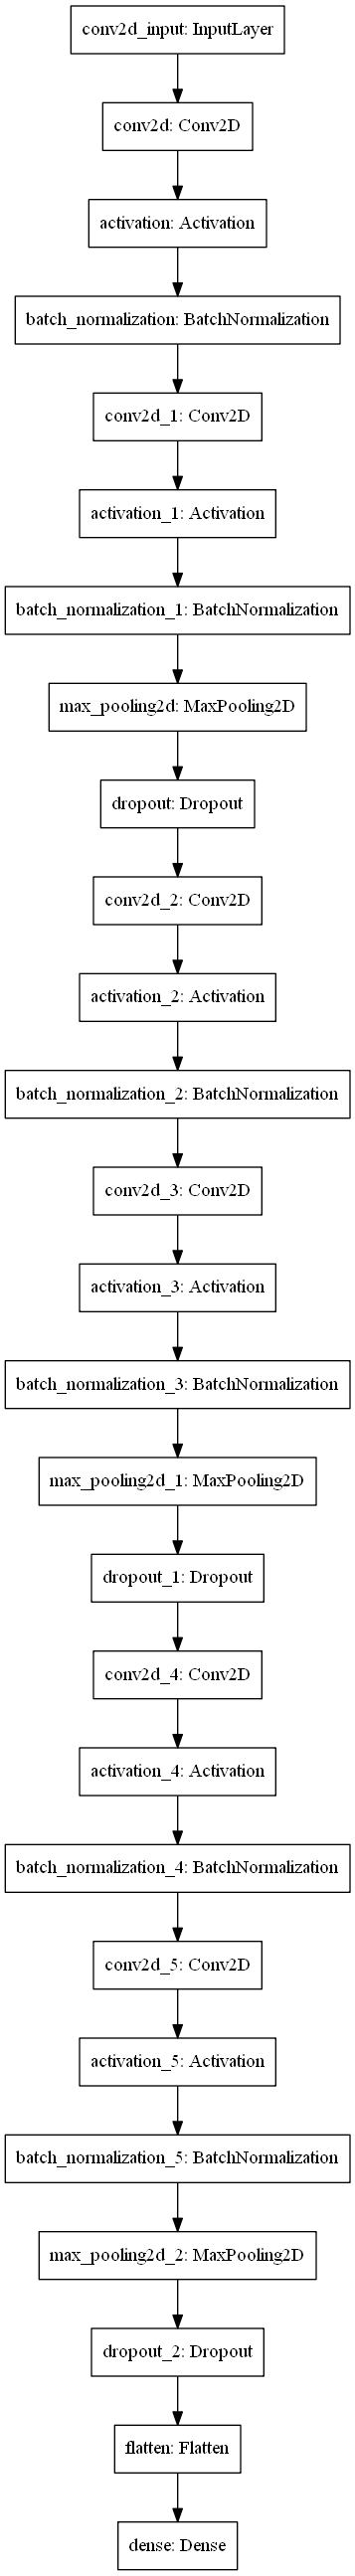 conv2d_input: InputLayer
conv2d: Conv2D
activation: Activation
batch_normalization: BatchNormalization
conv2d_1: Conv2D
activation_1: Activation
batch_normalization_1: BatchNormalization
max_pooling2d: MaxPooling2D
dropout: Dropout
conv2d_2: Conv2D
activation_2: Activation
batch_normalization_2: BatchNormalization
conv2d_3: Conv2D
activation_3: Activation
batch_normalization_3: BatchNormalization
max_pooling2d_1: MaxPooling2D
dropout_1: Dropout
conv2d_4: Conv2D
activation_4: Activation
batch_normalization_4: BatchNormalization
conv2d_5: Conv2D
activation_5: Activation
batch_normalization_5: BatchNormalization
max_pooling2d_2: MaxPooling2D
dropout_2: Dropout
flatten: Flatten
dense: Dense